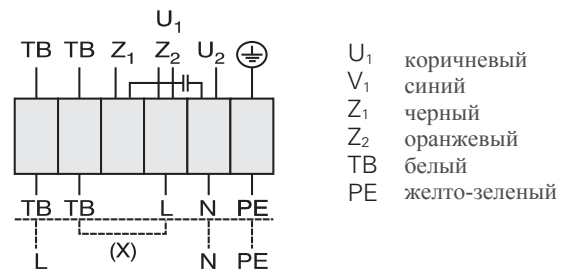 U₁
TB TB Z₁ Z₂ U₂
TB TB L N PE
(X)
L N PE
U₁ коричневый
V₁ синий
Z₁ черный
Z₂ оранжевый
TB белый
PE желто-зеленый